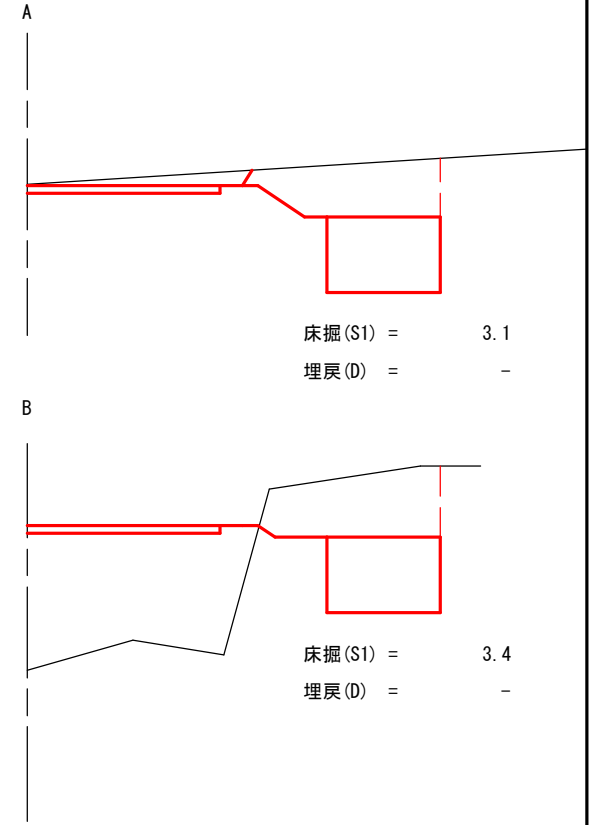 A
床掘(S1) = 3.1
埋戻(D) = -
B
床掘(S1) = 3.4
埋戻(D) = -